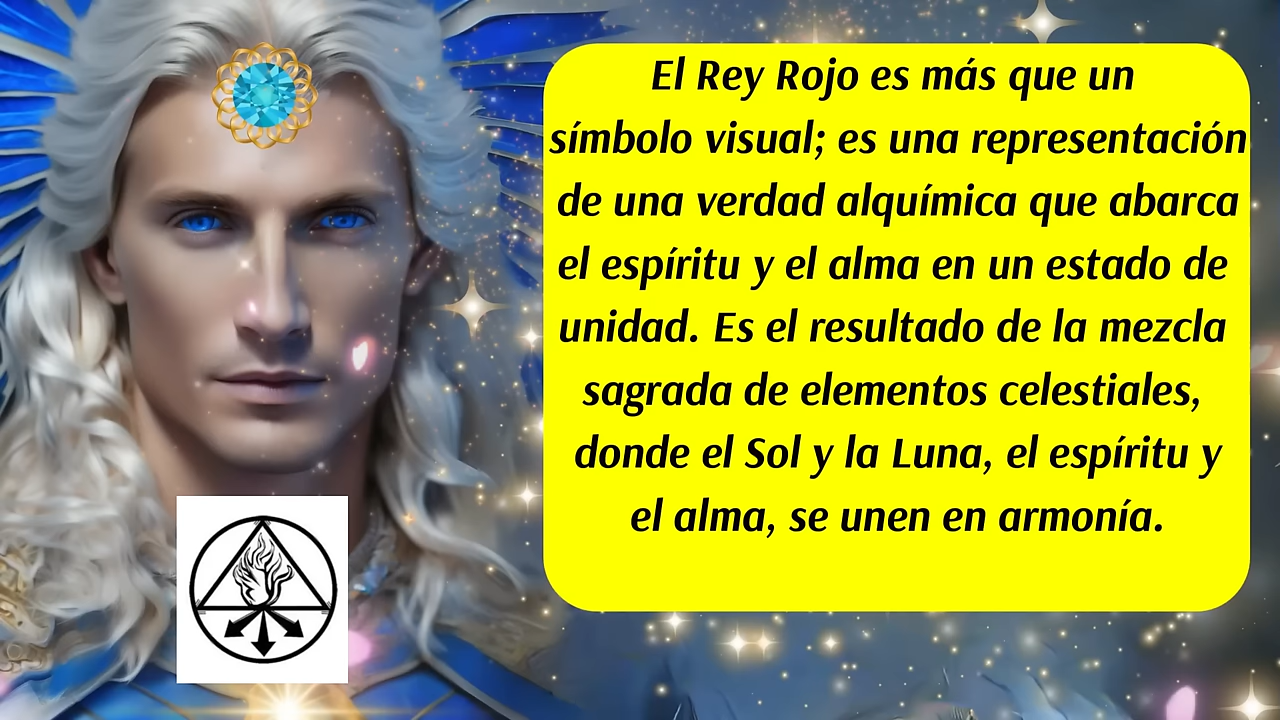 El Rey Rojo es más que un
símbolo visual; es una representación
de una verdad alquímica que abarca
el espíritu y el alma en un estado de
unidad. Es el resultado de la mezcla
sagrada de elementos celestiales,
donde el Sol y la Luna, el espíritu y
el alma, se unen en armonía.